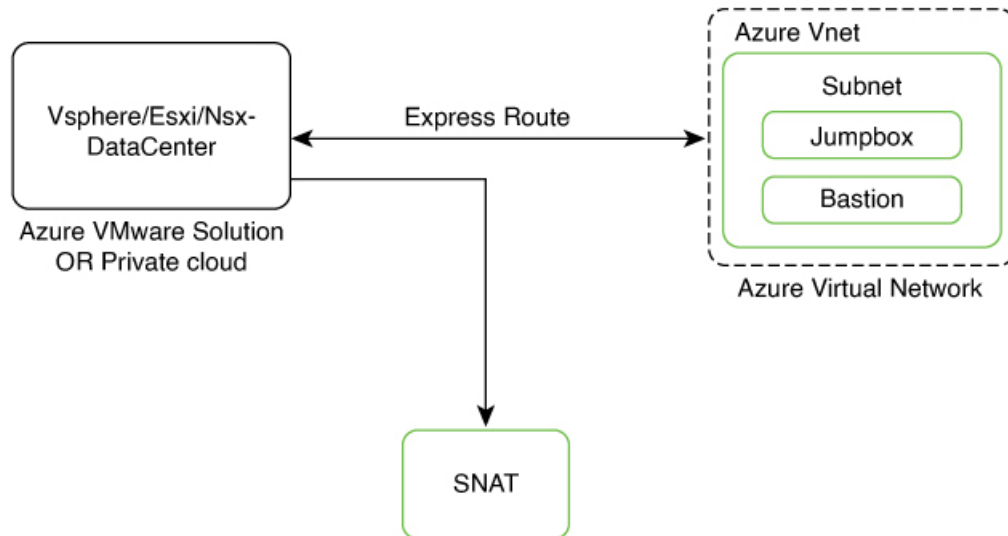 Azure Vnet
Vsphere/Esxi/Nsx-
DataCenter
Express Route
Subnet
Jumpbox
Bastion
Azure VMware Solution
OR Private cloud
Azure Virtual Network
SNAT